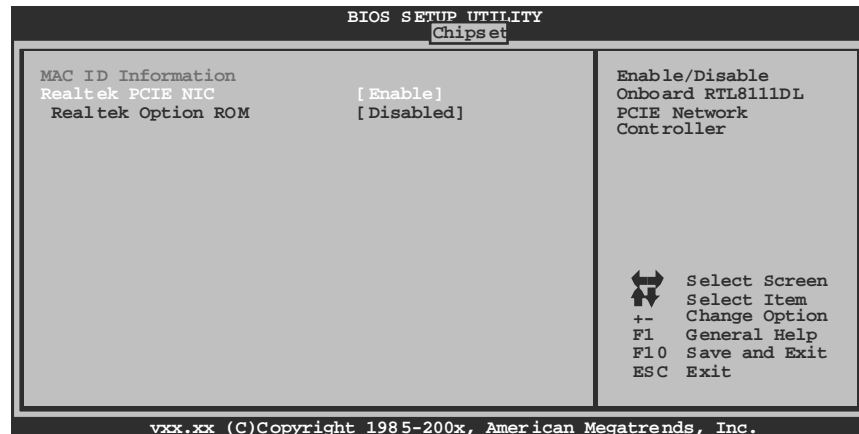 BIOS SETUP UTILITY
Chipset
MAC ID Information
Realtek PCIE NIC [Enable]
Realtek Option ROM [Disabled]
Enable/Disable
Onboard RTL8111DL
PCIE Network
Controller
Select Screen
Select Item
+- Change Option
F1 General Help
F10 Save and Exit
ESC Exit
vxx.xx (C)Copyright 1985-200x, American Megatrends, Inc.